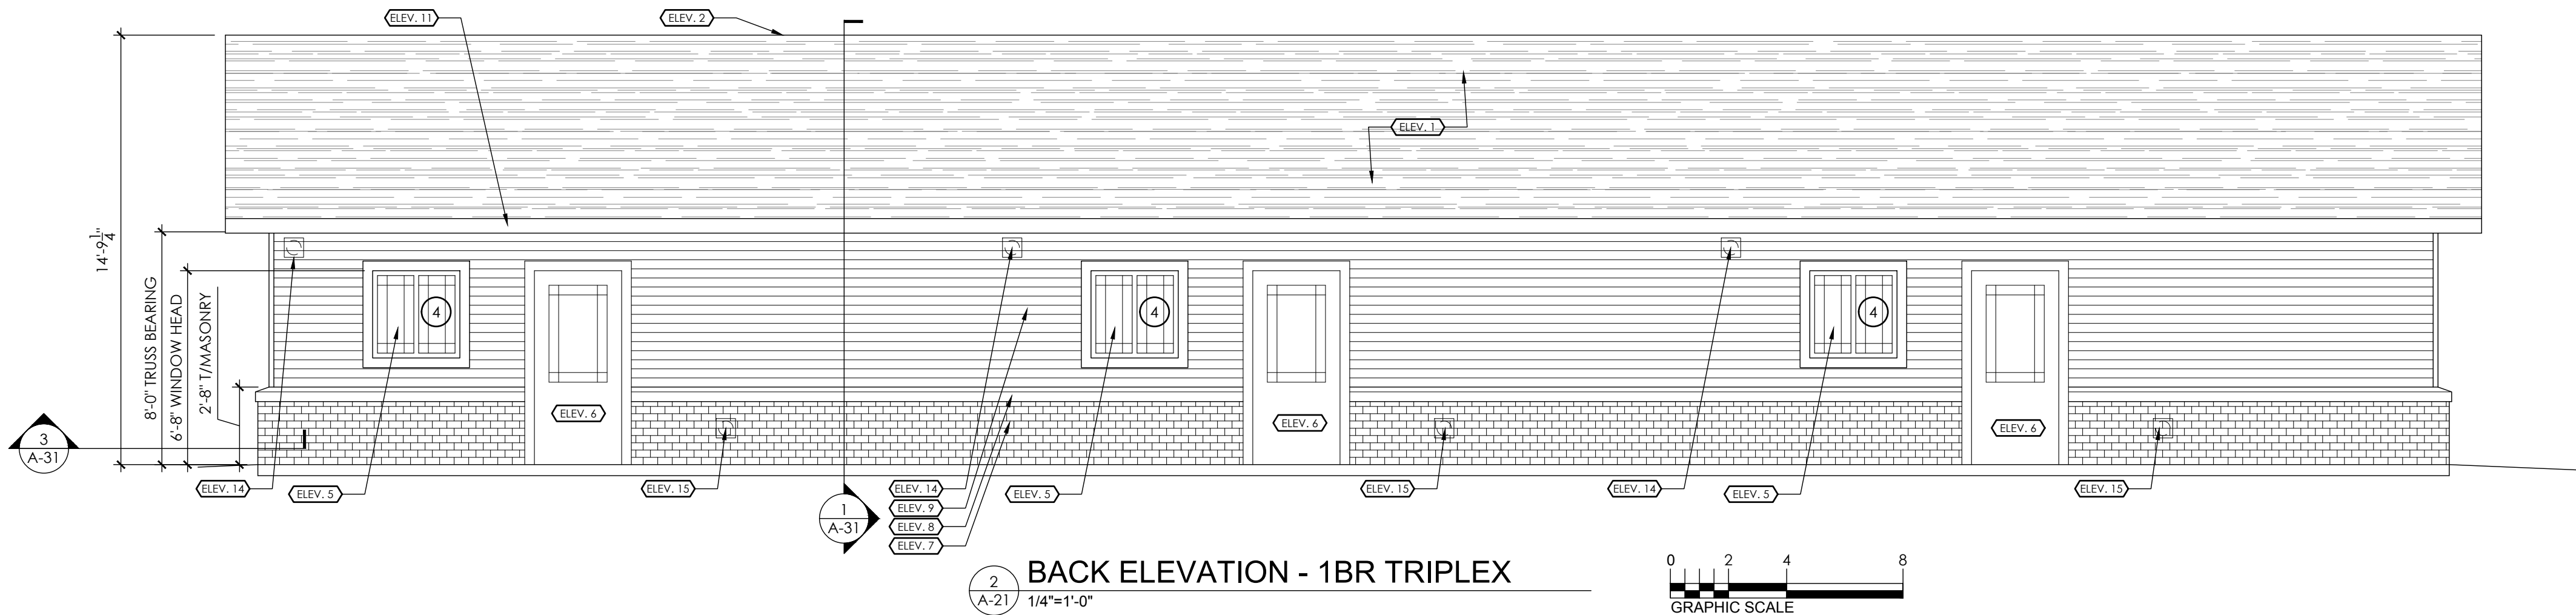 ELEV. 11
ELEV. 2
ELEV. 1
14'-9 1/4"
8'-0" TRUSS BEARING
6'-8" WINDOW HEAD
2'-8" T/MASONRY
4
4
4
ELEV. 6
ELEV. 6
ELEV. 6
3
A-31
ELEV. 14
ELEV. 5
ELEV. 15
1
A-31
ELEV. 14
ELEV. 9
ELEV. 8
ELEV. 7
ELEV. 5
ELEV. 15
ELEV. 14
ELEV. 5
ELEV. 15
2
A-21
BACK ELEVATION - 1BR TRIPLEX
1/4"=1'-0"
0 2 4 8
GRAPHIC SCALE